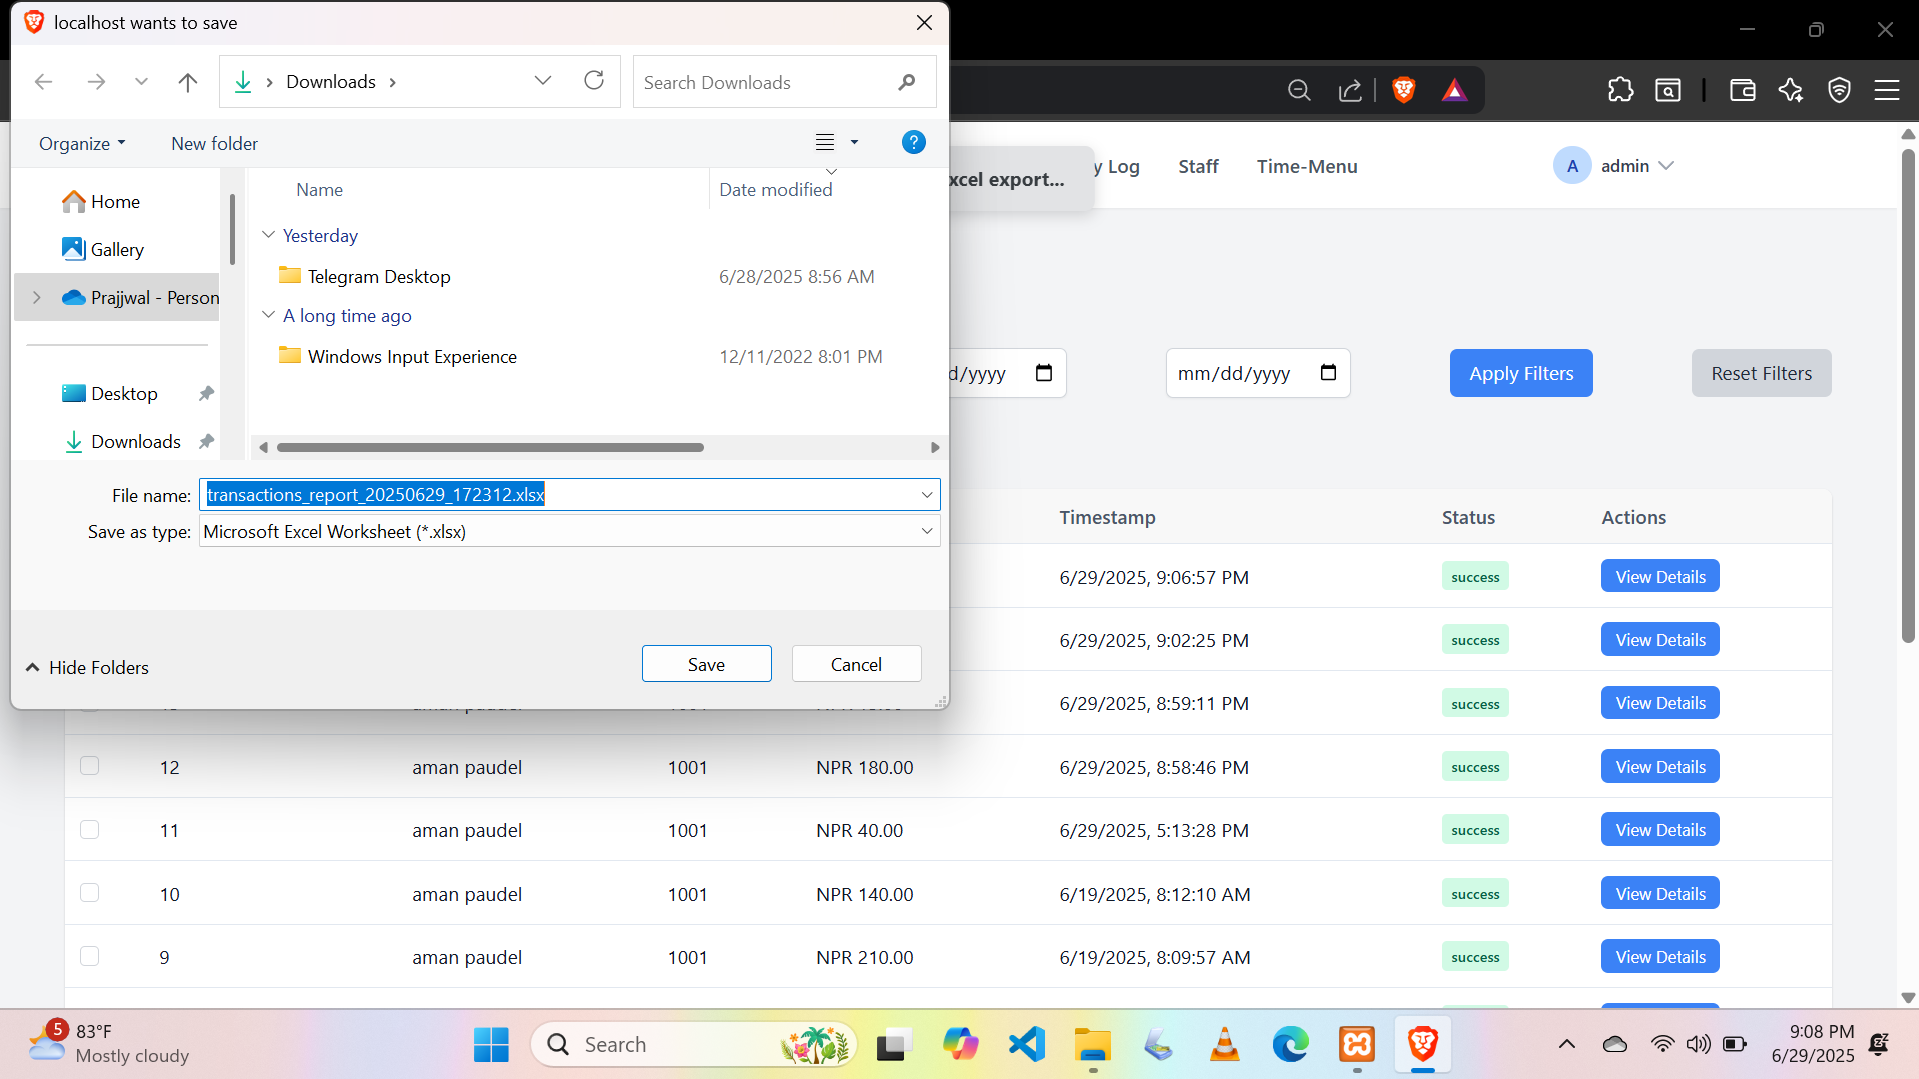 localhost wants to save
Downloads
Search Downloads
Organize
New folder
Name
Date modified
Home
Gallery
Prajjwal - Person
Desktop
Downloads
Yesterday
Telegram Desktop 6/28/2025 8:56 AM
A long time ago
Windows Input Experience 12/11/2022 8:01 PM
File name: transactions_report_20250629_172312.xlsx
Save as type: Microsoft Excel Worksheet (*.xlsx)
Hide Folders
Save
Cancel
xcel export...
y Log
Staff
Time-Menu
A admin
d/yyyy
mm/dd/yyyy
Apply Filters
Reset Filters
Timestamp Status Actions
6/29/2025, 9:06:57 PM success View Details
6/29/2025, 9:02:25 PM success View Details
6/29/2025, 8:59:11 PM success View Details
12 aman paudel 1001 NPR 180.00 6/29/2025, 8:58:46 PM success View Details
11 aman paudel 1001 NPR 40.00 6/29/2025, 5:13:28 PM success View Details
10 aman paudel 1001 NPR 140.00 6/19/2025, 8:12:10 AM success View Details
9 aman paudel 1001 NPR 210.00 6/19/2025, 8:09:57 AM success View Details
5
83°F
Mostly cloudy
Search
9:08 PM
6/29/2025